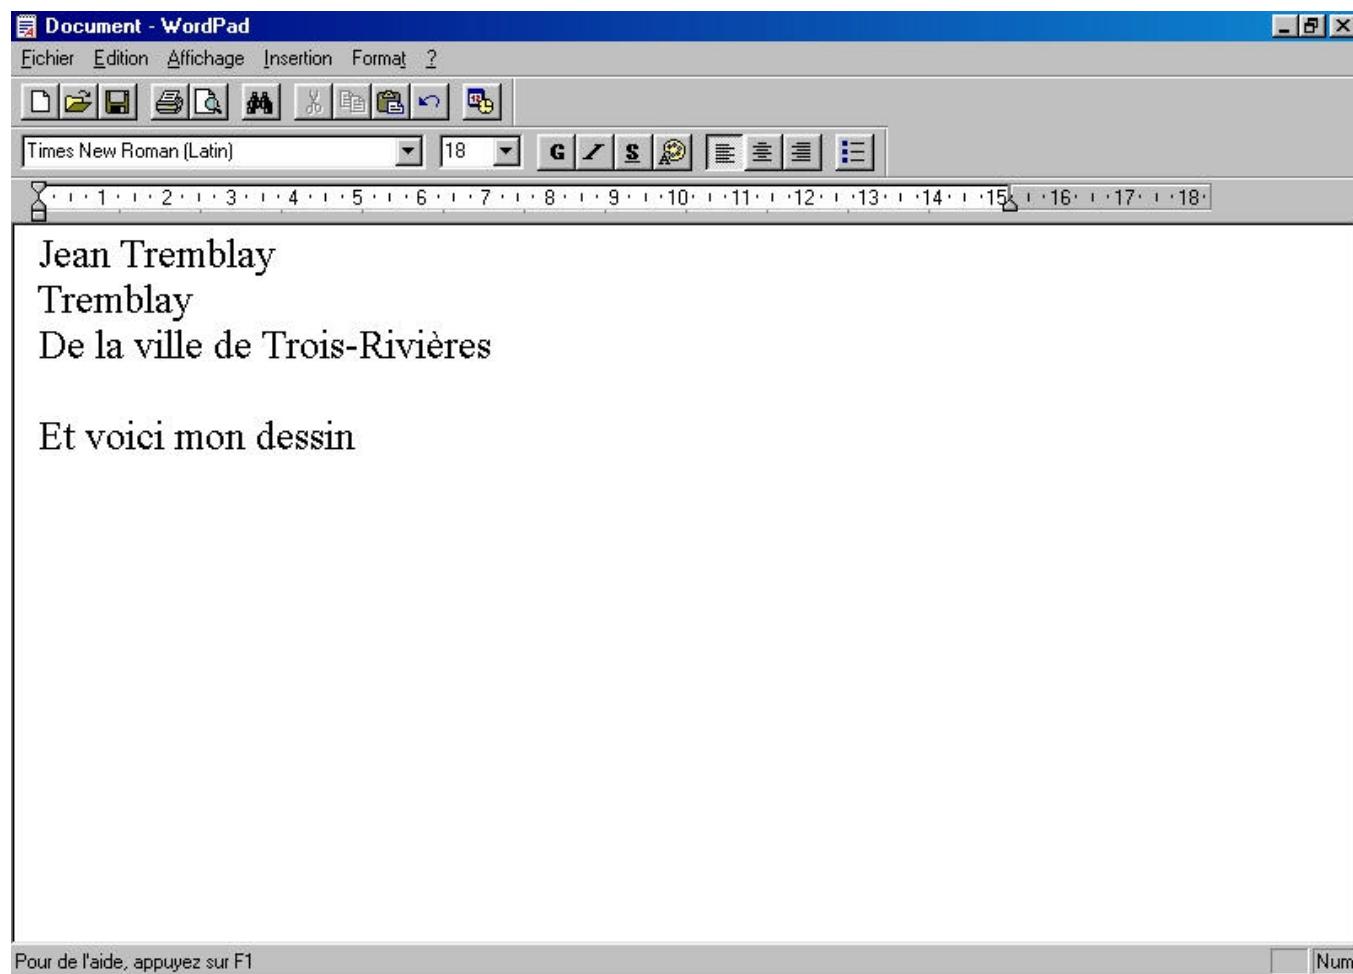 Document - WordPad
Fichier Edition Affichage Insertion Format ?
Times New Roman (Latin) 18 G I S
1 2 3 4 5 6 7 8 9 10 11 12 13 14 15 16 17 18
Jean Tremblay
Tremblay
De la ville de Trois-Rivières
Et voici mon dessin
Pour de l'aide, appuyez sur F1 Num